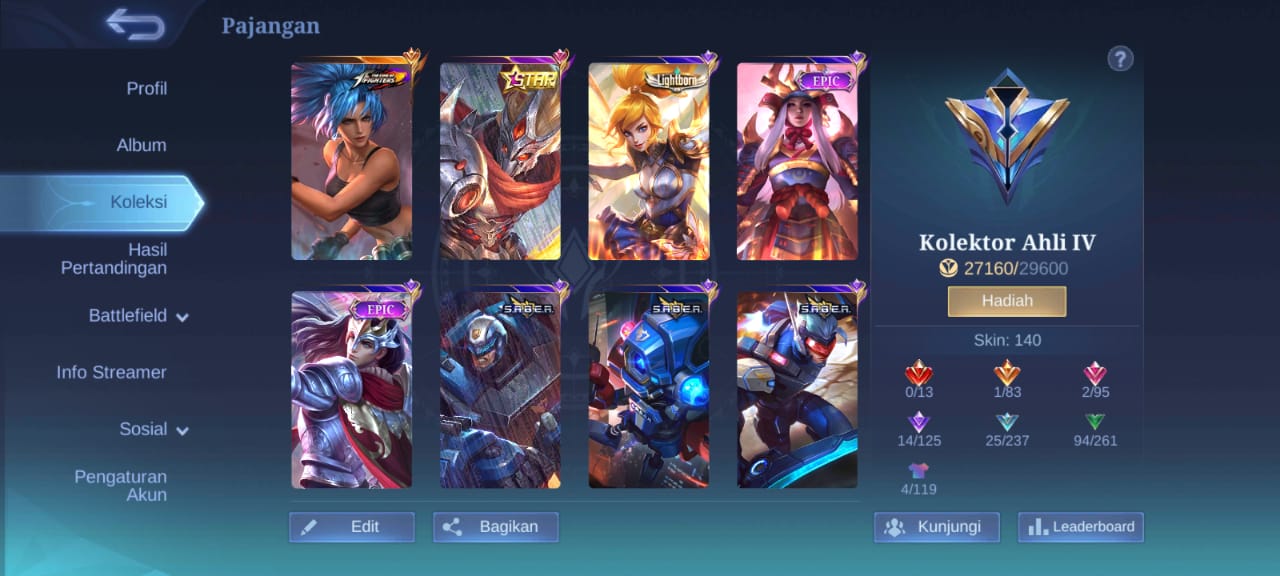 Pajangan
Profil
Album
Koleksi
Hasil
Pertandingan
Battlefield
Info Streamer
Sosial
Pengaturan
Akun
THE KING OF
FIGHTERS
STAR
Lightborn
EPIC
EPIC
S.A.B.E.R.
S.A.B.E.R.
S.A.B.E.R.
Edit
Bagikan
?
Kolektor Ahli IV
27160/29600
Hadiah
Skin: 140
0/13
1/83
2/95
14/125
25/237
94/261
4/119
Kunjungi
Leaderboard